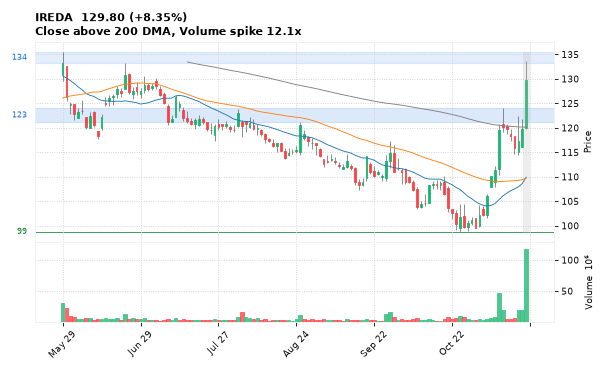 IREDA  129.80 (+8.35%)
Close above 200 DMA, Volume spike 12.1x
134
123
99
135
130
125
120
115
110
105
100
Price
100
50
Volume 10⁴
May 29
Jun 29
Jul 27
Aug 24
Sep 22
Oct 22